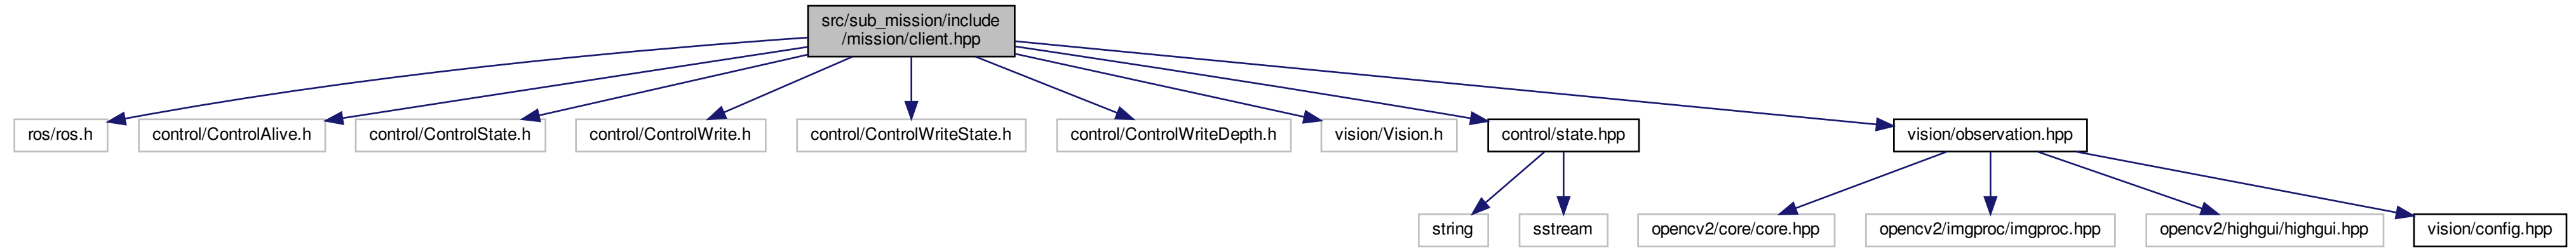 src/sub_mission/include
/mission/client.hpp
ros/ros.h
control/ControlAlive.h
control/ControlState.h
control/ControlWrite.h
control/ControlWriteState.h
control/ControlWriteDepth.h
vision/Vision.h
control/state.hpp
vision/observation.hpp
string
sstream
opencv2/core/core.hpp
opencv2/imgproc/imgproc.hpp
opencv2/highgui/highgui.hpp
vision/config.hpp